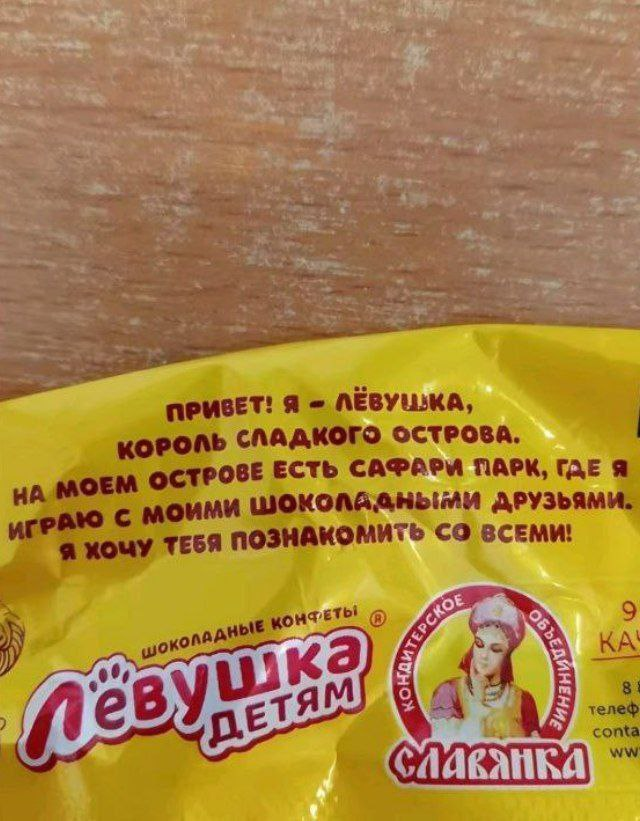 ПРИВЕТ! Я – ЛЁВУШКА,
КОРОЛЬ СЛАДКОГО ОСТРОВА.
НА МОЕМ ОСТРОВЕ ЕСТЬ САФАРИ ПАРК, ГДЕ Я
ИГРАЮ С МОИМИ ШОКОЛАДНЫМИ ДРУЗЬЯМИ.
Я ХОЧУ ТЕБЯ ПОЗНАКОМИТЬ СО ВСЕМИ!
ШОКОЛАДНЫЕ КОНФЕТЫ ®
Лёвушка
ДЕТЯМ
КОНДИТЕРСКОЕ ОБЪЕДИНЕНИЕ
СЛАВЯНКА